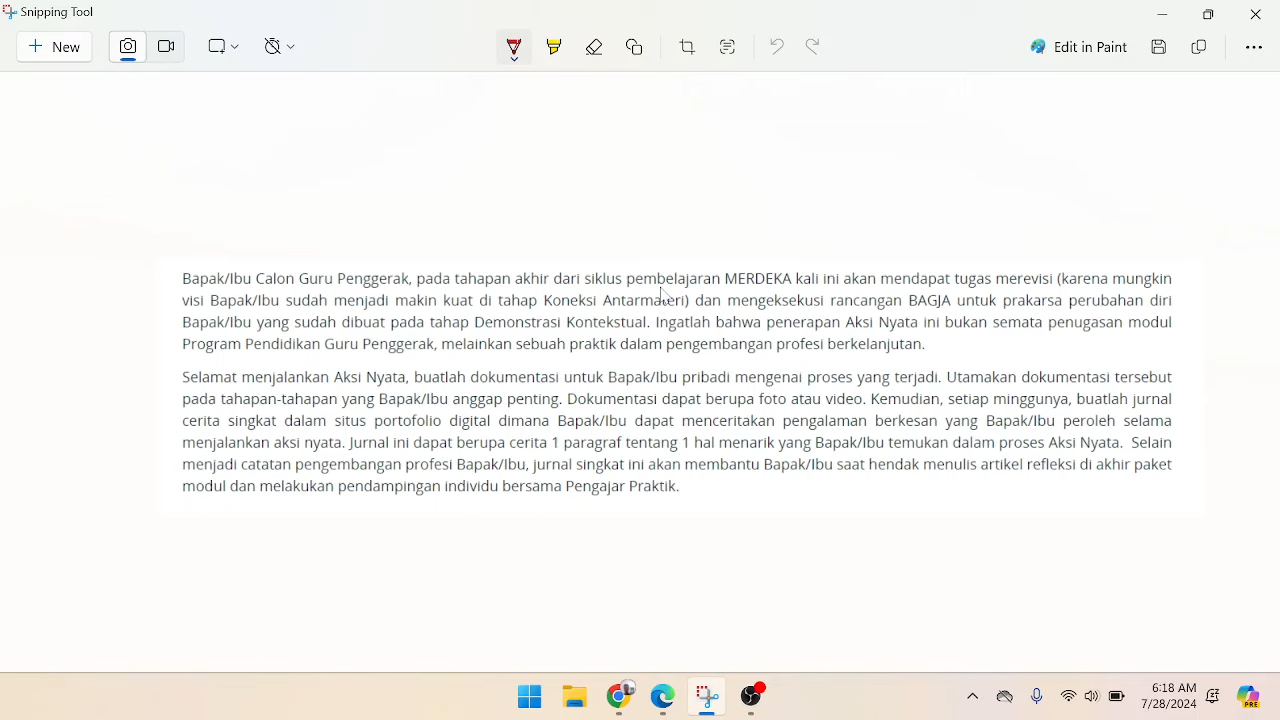 Snipping Tool
New
Edit in Paint
Bapak/Ibu Calon Guru Penggerak, pada tahapan akhir dari siklus pembelajaran MERDEKA kali ini akan mendapat tugas merevisi (karena mungkin
visi Bapak/Ibu sudah menjadi makin kuat di tahap Koneksi Antarmateri) dan mengeksekusi rancangan BAGJA untuk prakarsa perubahan diri
Bapak/Ibu yang sudah dibuat pada tahap Demonstrasi Kontekstual. Ingatlah bahwa penerapan Aksi Nyata ini bukan semata penugasan modul
Program Pendidikan Guru Penggerak, melainkan sebuah praktik dalam pengembangan profesi berkelanjutan.
Selamat menjalankan Aksi Nyata, buatlah dokumentasi untuk Bapak/Ibu pribadi mengenai proses yang terjadi. Utamakan dokumentasi tersebut
pada tahapan-tahapan yang Bapak/Ibu anggap penting. Dokumentasi dapat berupa foto atau video. Kemudian, setiap minggunya, buatlah jurnal
cerita singkat dalam situs portofolio digital dimana Bapak/Ibu dapat menceritakan pengalaman berkesan yang Bapak/Ibu peroleh selama
menjalankan aksi nyata. Jurnal ini dapat berupa cerita 1 paragraf tentang 1 hal menarik yang Bapak/Ibu temukan dalam proses Aksi Nyata. Selain
menjadi catatan pengembangan profesi Bapak/Ibu, jurnal singkat ini akan membantu Bapak/Ibu saat hendak menulis artikel refleksi di akhir paket
modul dan melakukan pendampingan individu bersama Pengajar Praktik.
6:18 AM
7/28/2024
PRE